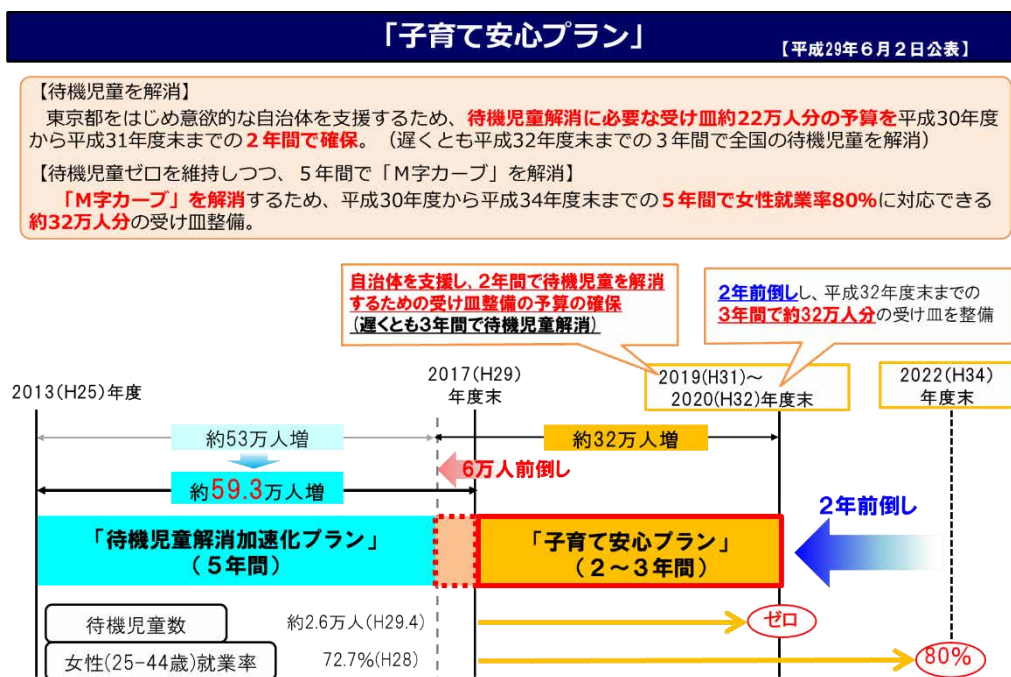 「子育て安心プラン」
【平成29年6月2日公表】
【待機児童を解消】
東京都をはじめ意欲的な自治体を支援するため、待機児童解消に必要な受け皿約22万人分の予算を平成30年度
から平成31年度末までの2年間で確保。（遅くとも平成32年度末までの3年間で全国の待機児童を解消）
【待機児童ゼロを維持しつつ、5年間で「M字カーブ」を解消】
「M字カーブ」を解消するため、平成30年度から平成34年度末までの5年間で女性就業率80%に対応できる
約32万人分の受け皿整備。
自治体を支援し、2年間で待機児童を解消
するための受け皿整備の予算の確保
（遅くとも3年間で待機児童解消）
2年前倒しし、平成32年度末までの
3年間で約32万人分の受け皿を整備
2013(H25)年度
2017(H29)
年度末
2019(H31)～
2020(H32)年度末
2022(H34)
年度末
約53万人増
約32万人増
6万人前倒し
約59.3万人増
2年前倒し
「待機児童解消加速化プラン」
（5年間）
「子育て安心プラン」
（2～3年間）
待機児童数
約2.6万人(H29.4)
ゼロ
女性(25-44歳)就業率
72.7%(H28)
80%